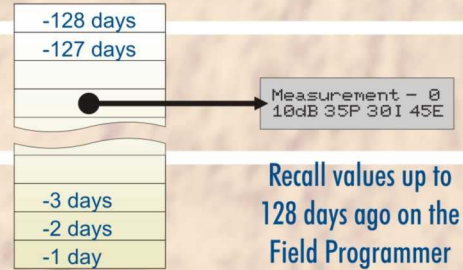 -128 days
-127 days
Measurement - 0
10dB 35P 30I 45E
-3 days
-2 days
-1 day
Recall values up to
128 days ago on the
Field Programmer